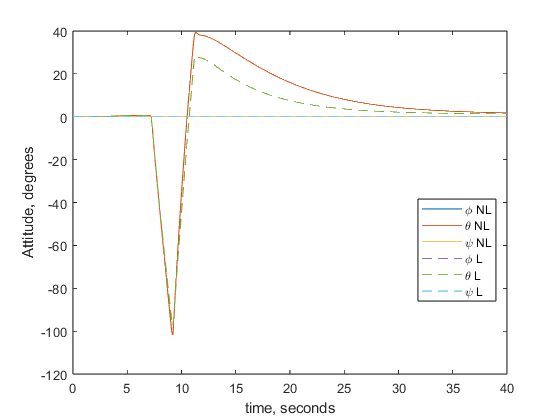 40
20
0
-20
-40
-60
-80
-100
-120
0 5 10 15 20 25 30 35 40
Attitude, degrees
time, seconds
ϕ NL
θ NL
ψ NL
ϕ L
θ L
ψ L